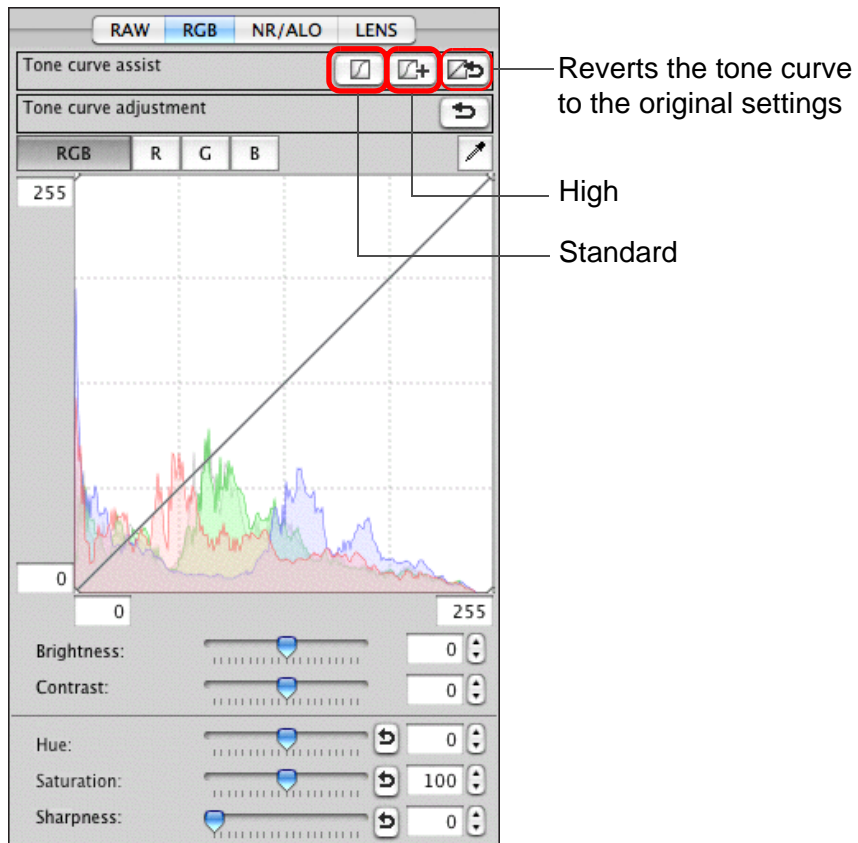 RAW RGB NR/ALO LENS
Tone curve assist
Reverts the tone curve
to the original settings
Tone curve adjustment
RGB R G B
255
High
Standard
0
0 255
Brightness: 0
Contrast: 0
Hue: 0
Saturation: 100
Sharpness: 0